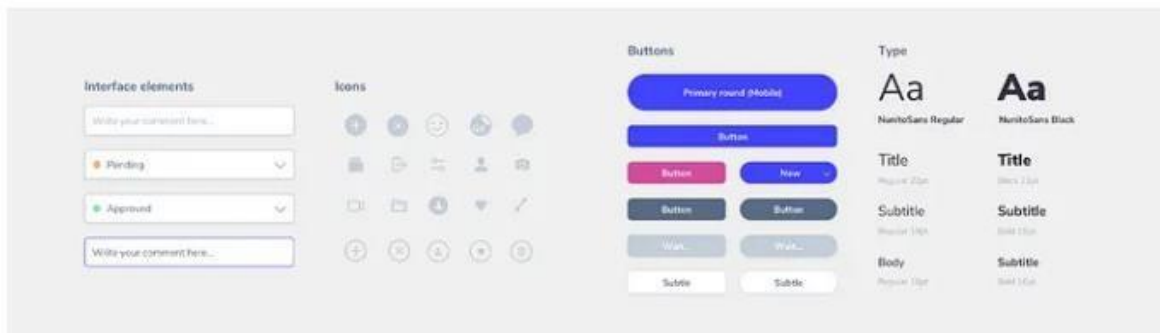 Interface elements
Write your comment here...
Pending
Approved
Write your comment here...
Icons
Buttons
Primary round (Mobile)
Button
Button
New
Button
Button
Wait...
Wait...
Subtle
Subtle
Type
Aa
Aa
NunitoSans Regular
NunitoSans Black
Title
Title
Subtitle
Subtitle
Body
Subtitle